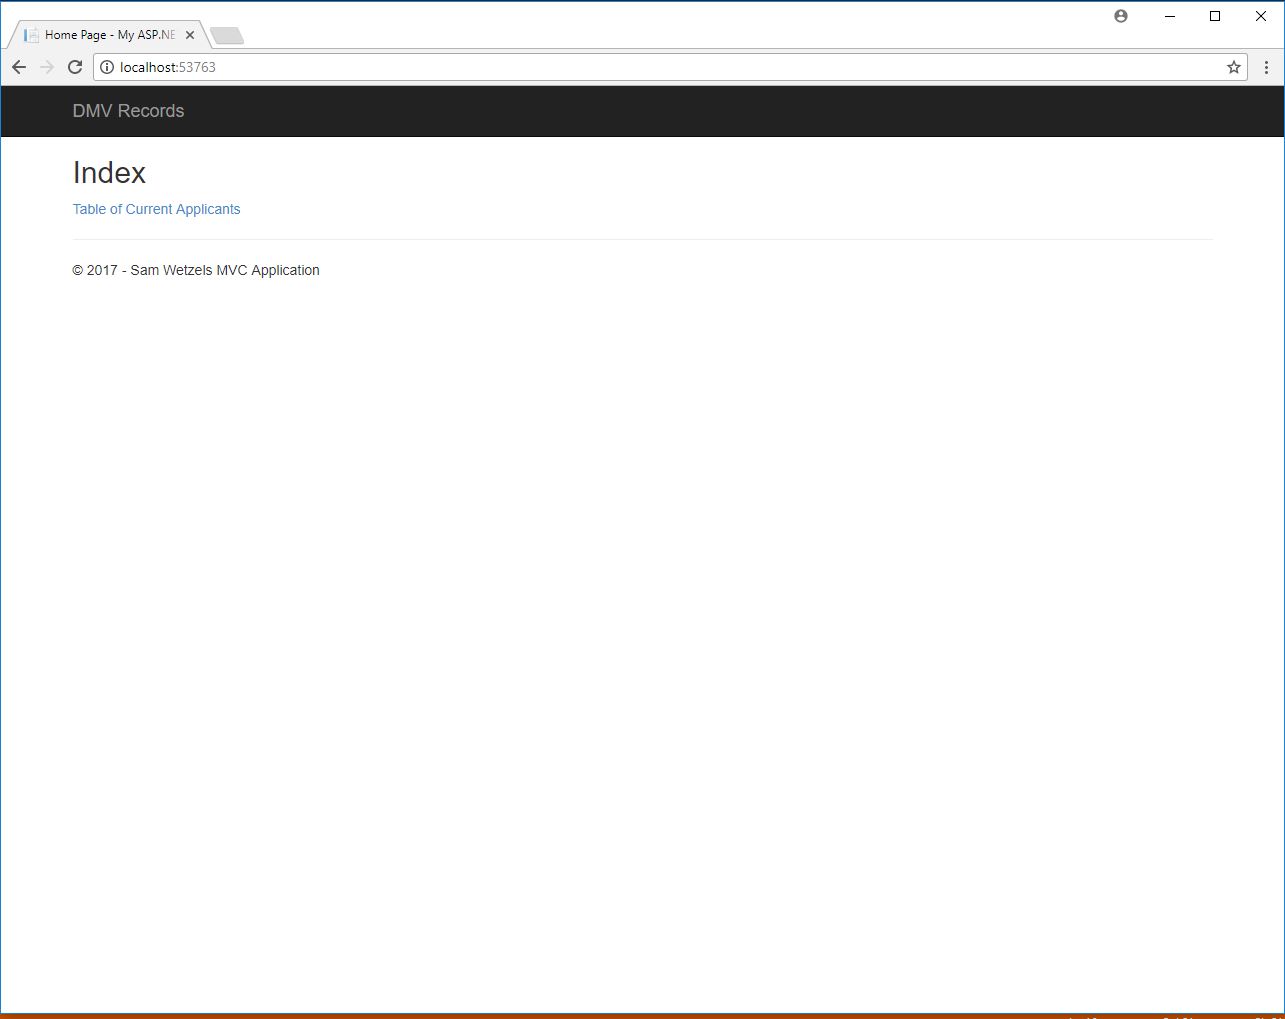 Home Page - My ASP.NE
localhost:53763
DMV Records
Index
Table of Current Applicants
© 2017 - Sam Wetzels MVC Application